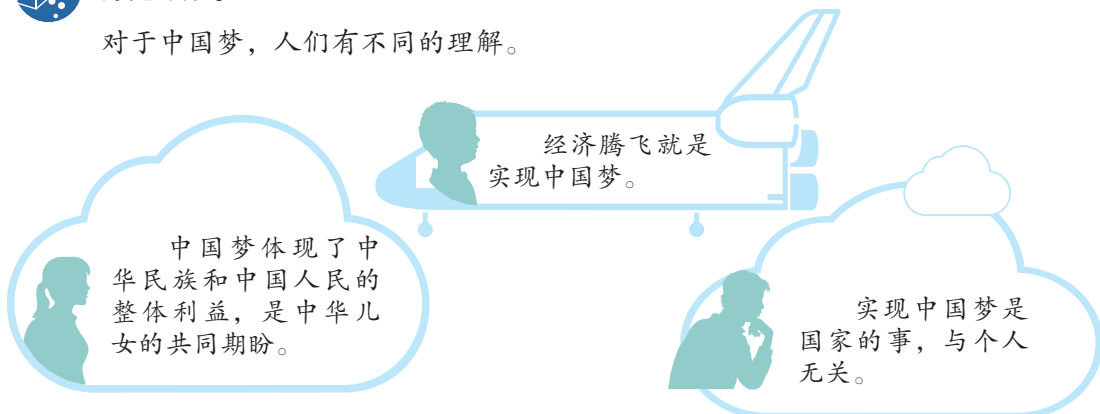 对于中国梦，人们有不同的理解。
经济腾飞就是
实现中国梦。
中国梦体现了中
华民族和中国人民的
整体利益，是中华儿
女的共同期盼。
实现中国梦是
国家的事，与个人
无关。